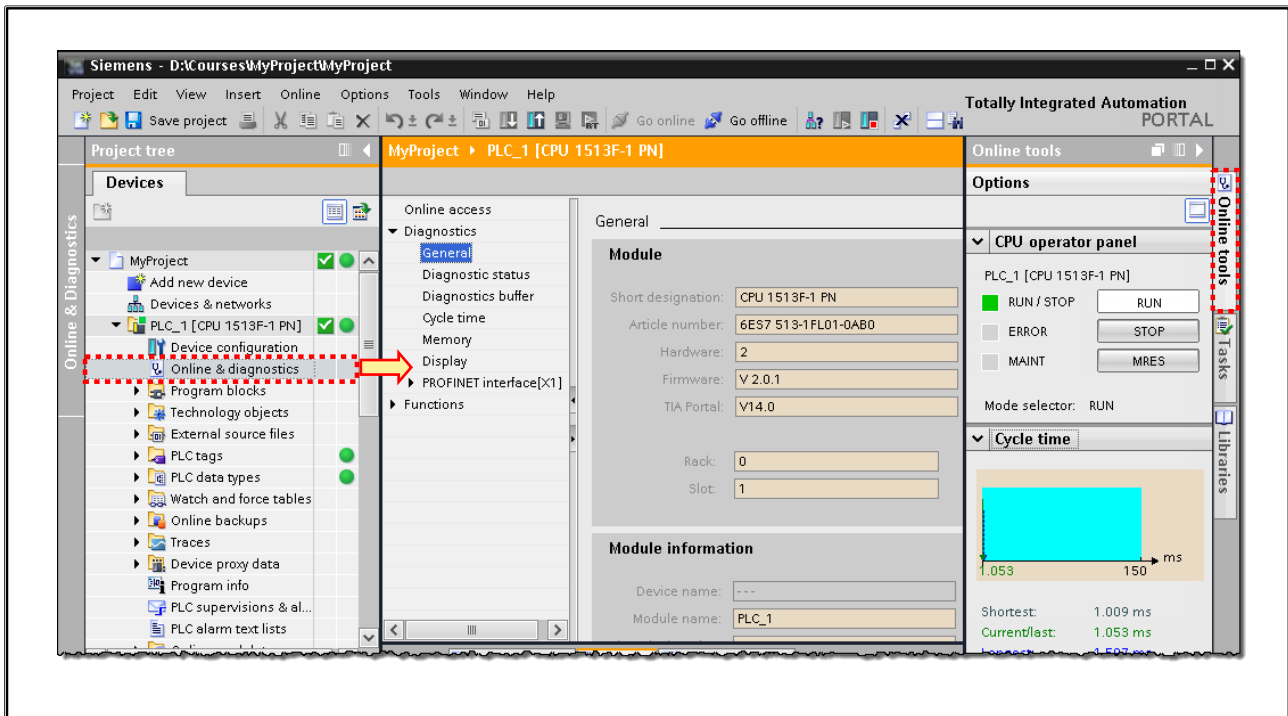 Siemens - D:\Courses\MyProject\MyProject
Project Edit View Insert Online Options Tools Window Help
Totally Integrated Automation
PORTAL
Save project
Go online
Go offline
Online & Diagnostics
Project tree
Devices
MyProject
Add new device
Devices & networks
PLC_1 [CPU 1513F-1 PN]
Device configuration
Online & diagnostics
Program blocks
Technology objects
External source files
PLC tags
PLC data types
Watch and force tables
Online backups
Traces
Device proxy data
Program info
PLC supervisions & al...
PLC alarm text lists
MyProject PLC_1 [CPU 1513F-1 PN]
Online access
Diagnostics
General
Diagnostic status
Diagnostics buffer
Cycle time
Memory
Display
PROFINET interface[X1]
Functions
General
Module
Short designation: CPU 1513F-1 PN
Article number: 6ES7 513-1FL01-0AB0
Hardware: 2
Firmware: V 2.0.1
TIA Portal: V14.0
Rack: 0
Slot: 1
Module information
Device name: ---
Module name: PLC_1
Online tools
Options
CPU operator panel
PLC_1 [CPU 1513F-1 PN]
RUN / STOP RUN
ERROR STOP
MAINT MRES
Mode selector: RUN
Cycle time
1.053 150 ms
Shortest: 1.009 ms
Current/last: 1.053 ms
Online tools
Tasks
Libraries